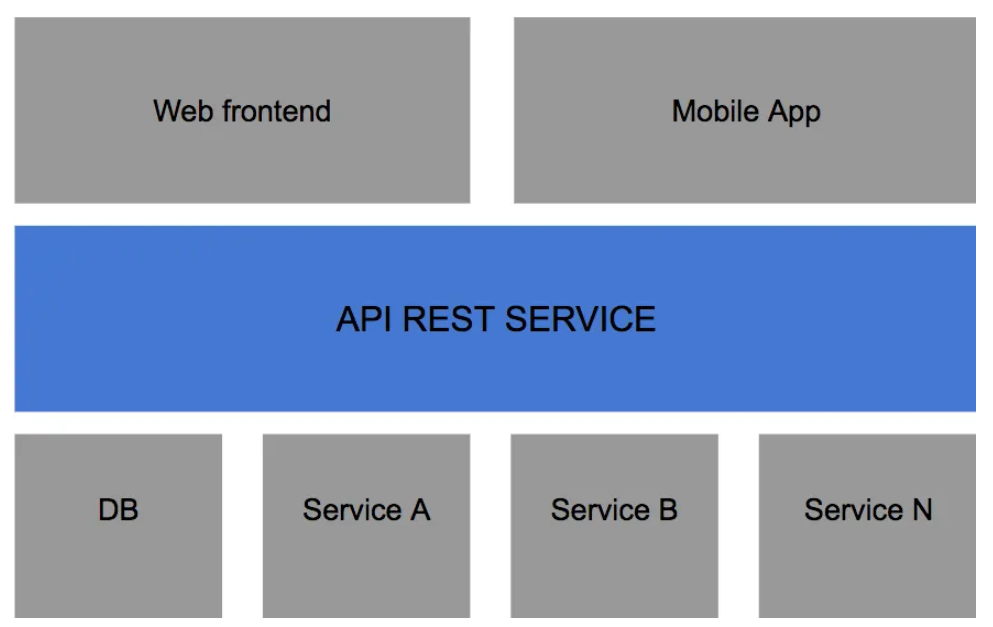 Web frontend
Mobile App
API REST SERVICE
DB
Service A
Service B
Service N